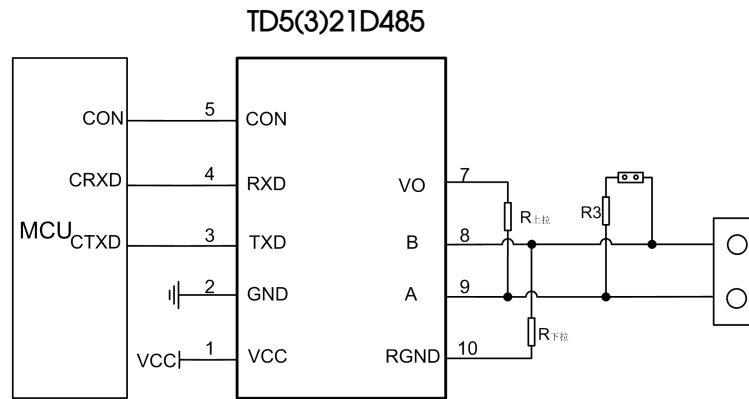 TD5(3)21D485
CON 5 CON
CRXD 4 RXD
VO 7
R上拉
R3
MCU
CTXD 3 TXD
B 8
GND 2
A 9
VCC 1 VCC
RGND 10
R下拉